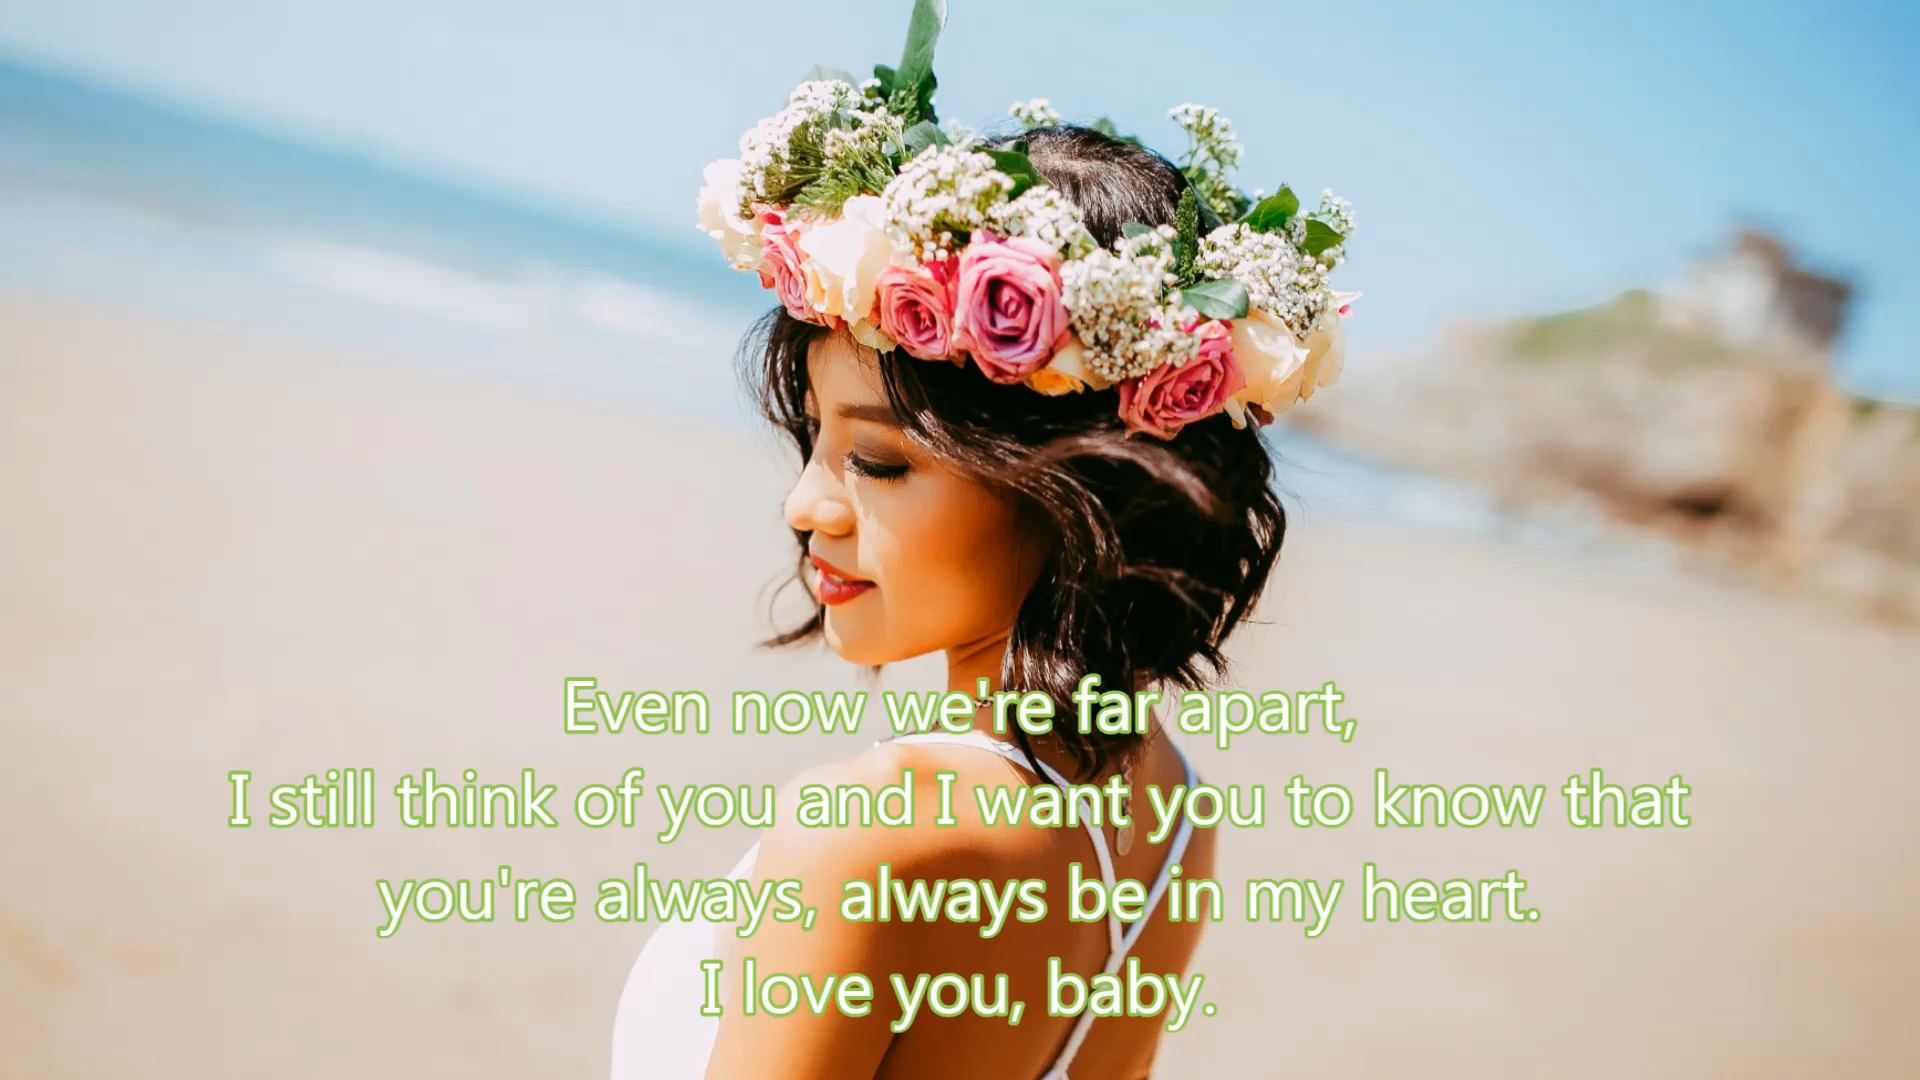 Even now we're far apart,
I still think of you and I want you to know that
you're always, always be in my heart.
I love you, baby.